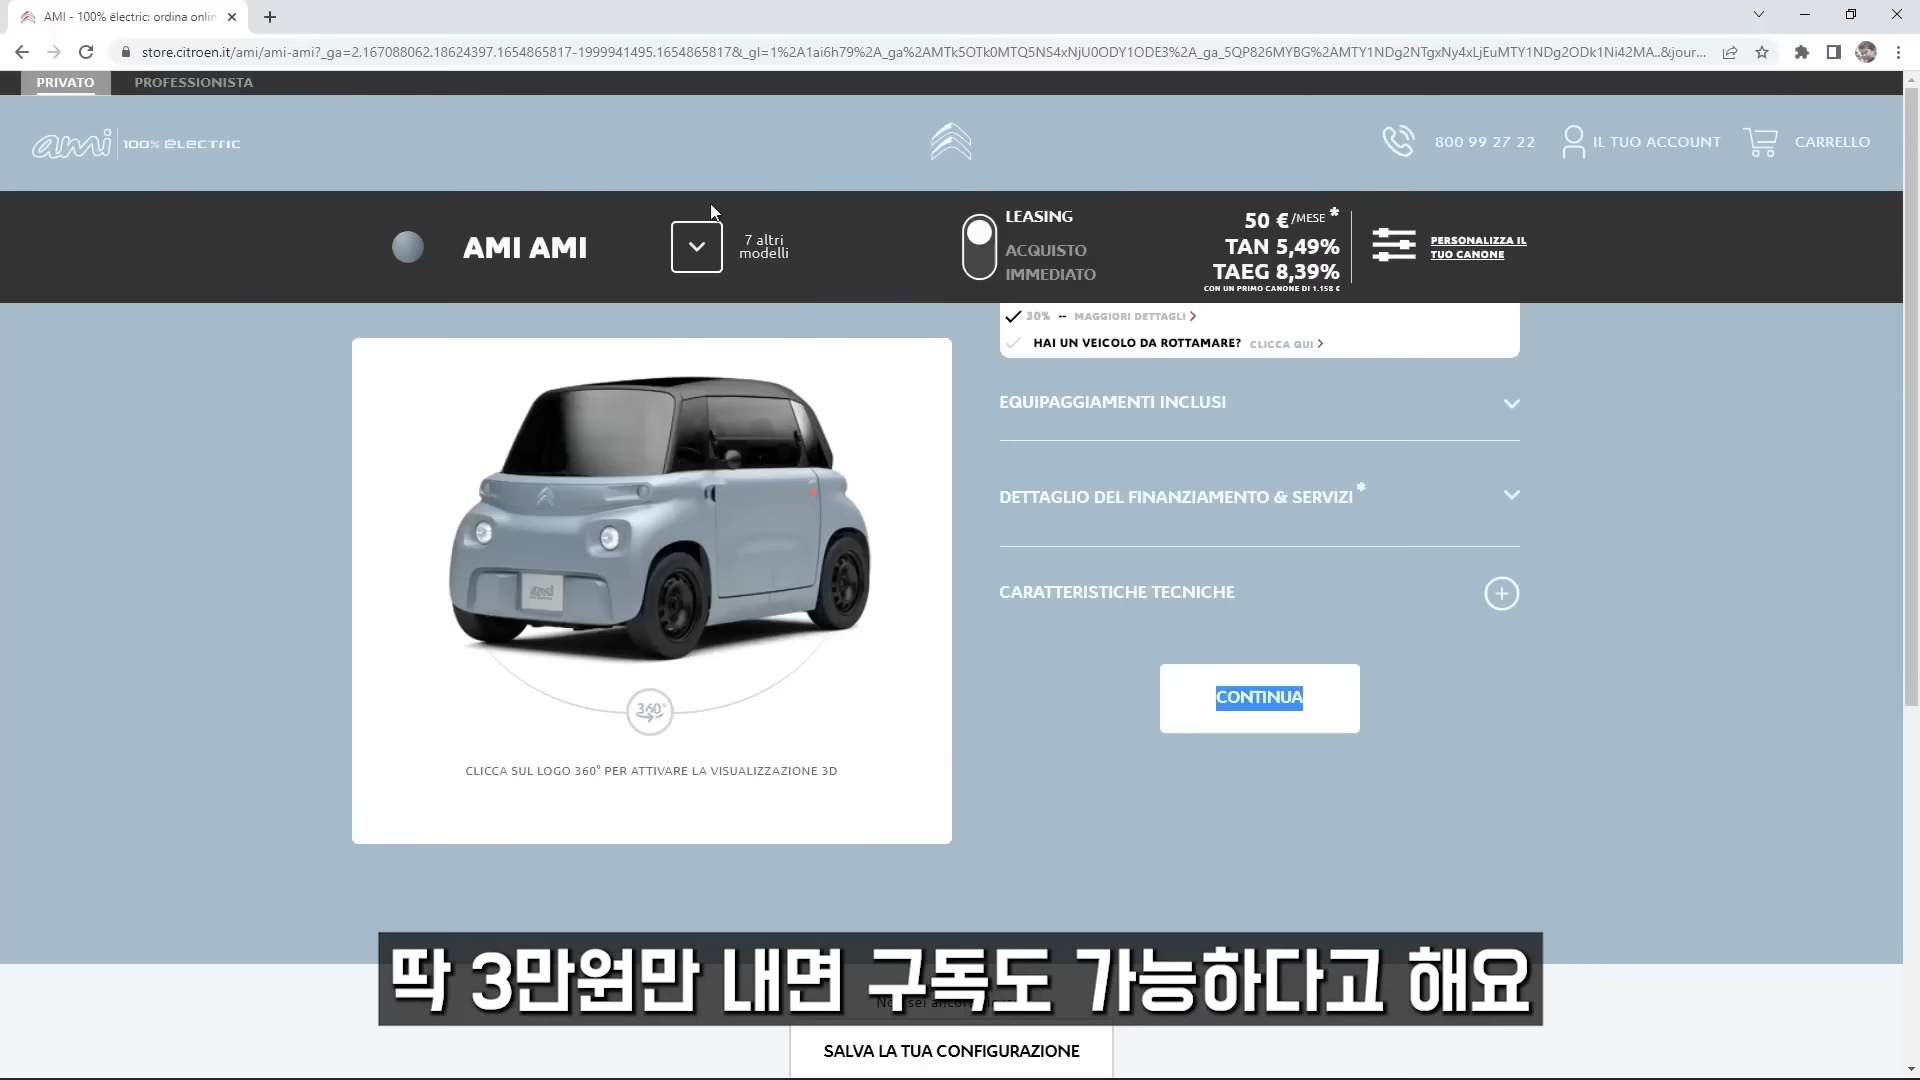 AMI - 100% ëlectric: ordina onlin
store.citroen.it/ami/ami-ami?_ga=2.167088062.18624397.1654865817-1999941495.1654865817&_gl=1%2A1ai6h79%2A_ga%2AMTk5OTk0MTQ5NS4xNjU0ODY1ODE3%2A_ga_5QP826MYBG%2AMTY1NDg2NTgxNy4xLjEuMTY1NDg2ODk1Ni42MA..&jour...
PRIVATO PROFESSIONISTA
ami 100% ëlectric
800 99 27 22 IL TUO ACCOUNT CARRELLO
AMI AMI
7 altri
modelli
LEASING
ACQUISTO
IMMEDIATO
50 €/MESE *
TAN 5,49%
TAEG 8,39%
CON UN PRIMO CANONE DI 1.158 €
PERSONALIZZA IL
TUO CANONE
30% -- MAGGIORI DETTAGLI >
HAI UN VEICOLO DA ROTTAMARE? CLICCA QUI >
EQUIPAGGIAMENTI INCLUSI
DETTAGLIO DEL FINANZIAMENTO & SERVIZI *
CARATTERISTICHE TECNICHE
CONTINUA
ami
360°
CLICCA SUL LOGO 360° PER ATTIVARE LA VISUALIZZAZIONE 3D
딱 3만원만 내면 구독도 가능하다고 해요
SALVA LA TUA CONFIGURAZIONE